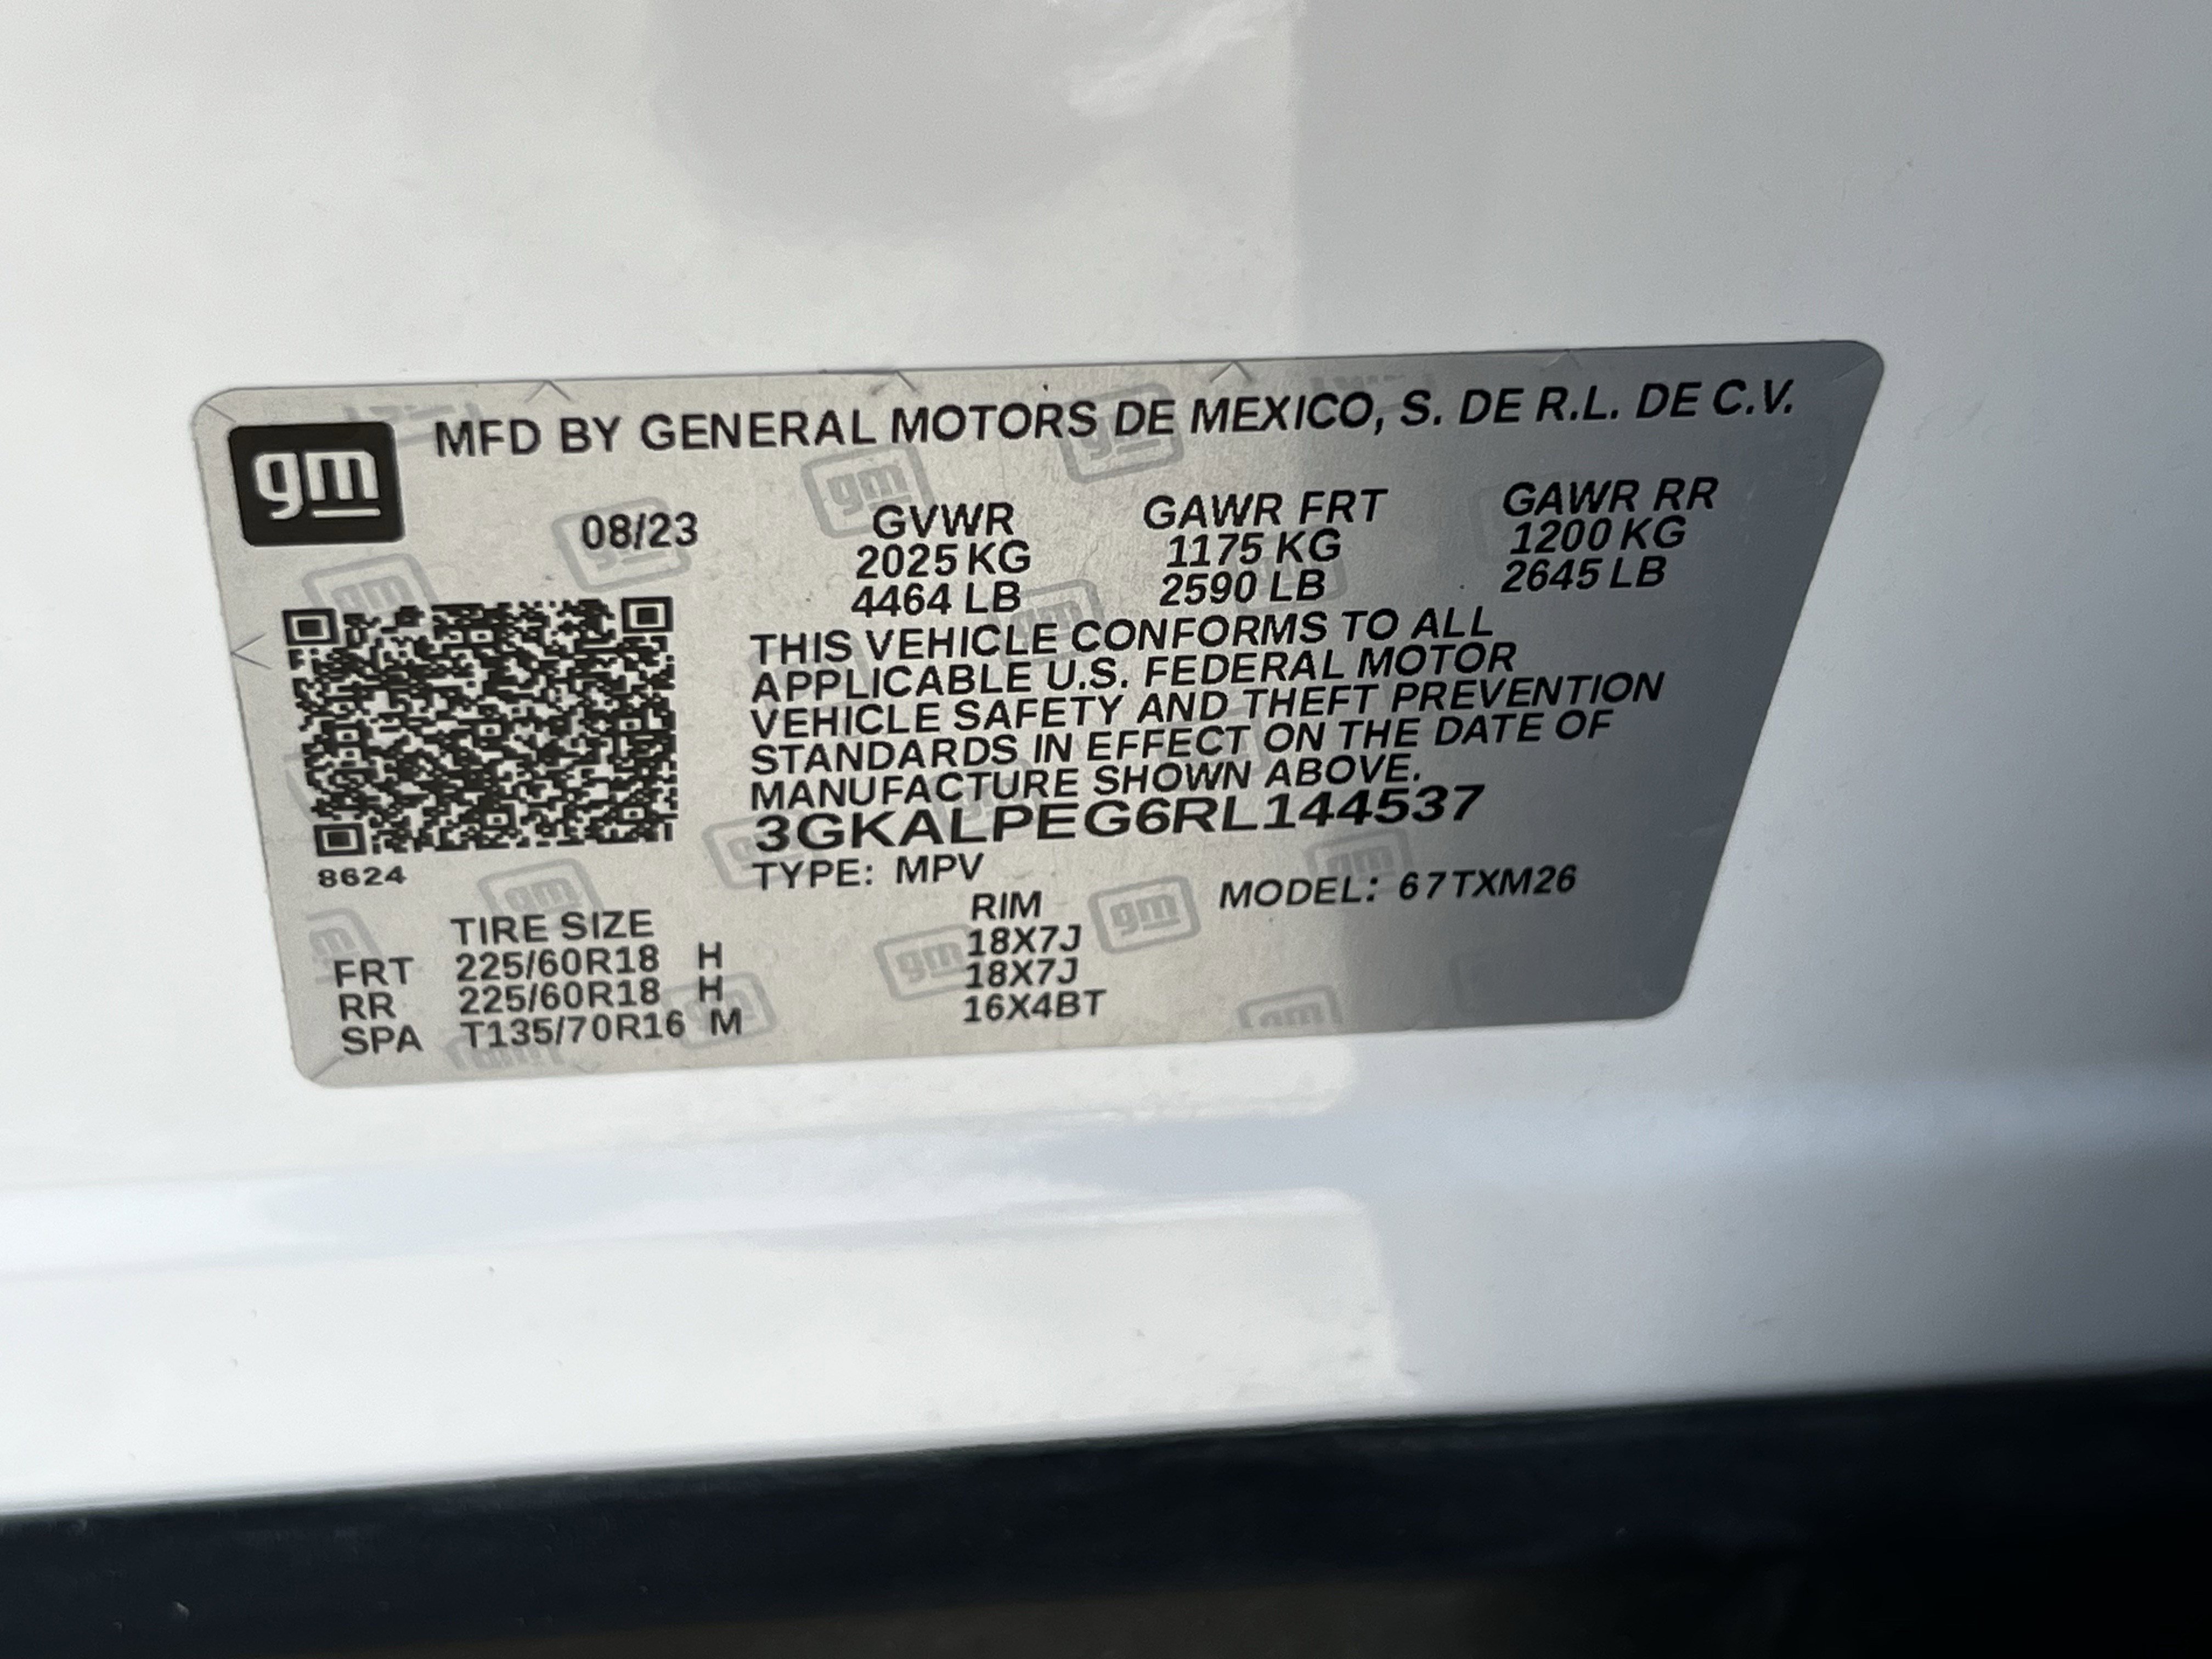 gm MFD BY GENERAL MOTORS DE MEXICO, S. DE R.L. DE C.V.
08/23 GVWR GAWR FRT GAWR RR
2025 KG 1175 KG 1200 KG
4464 LB 2590 LB 2645 LB
THIS VEHICLE CONFORMS TO ALL
APPLICABLE U.S. FEDERAL MOTOR
VEHICLE SAFETY AND THEFT PREVENTION
STANDARDS IN EFFECT ON THE DATE OF
MANUFACTURE SHOWN ABOVE.
3GKALPEG6RL144537
8624
TYPE: MPV MODEL: 67TXM26
TIRE SIZE RIM
FRT 225/60R18 H 18X7J
RR 225/60R18 H 18X7J
SPA T135/70R16 M 16X4BT